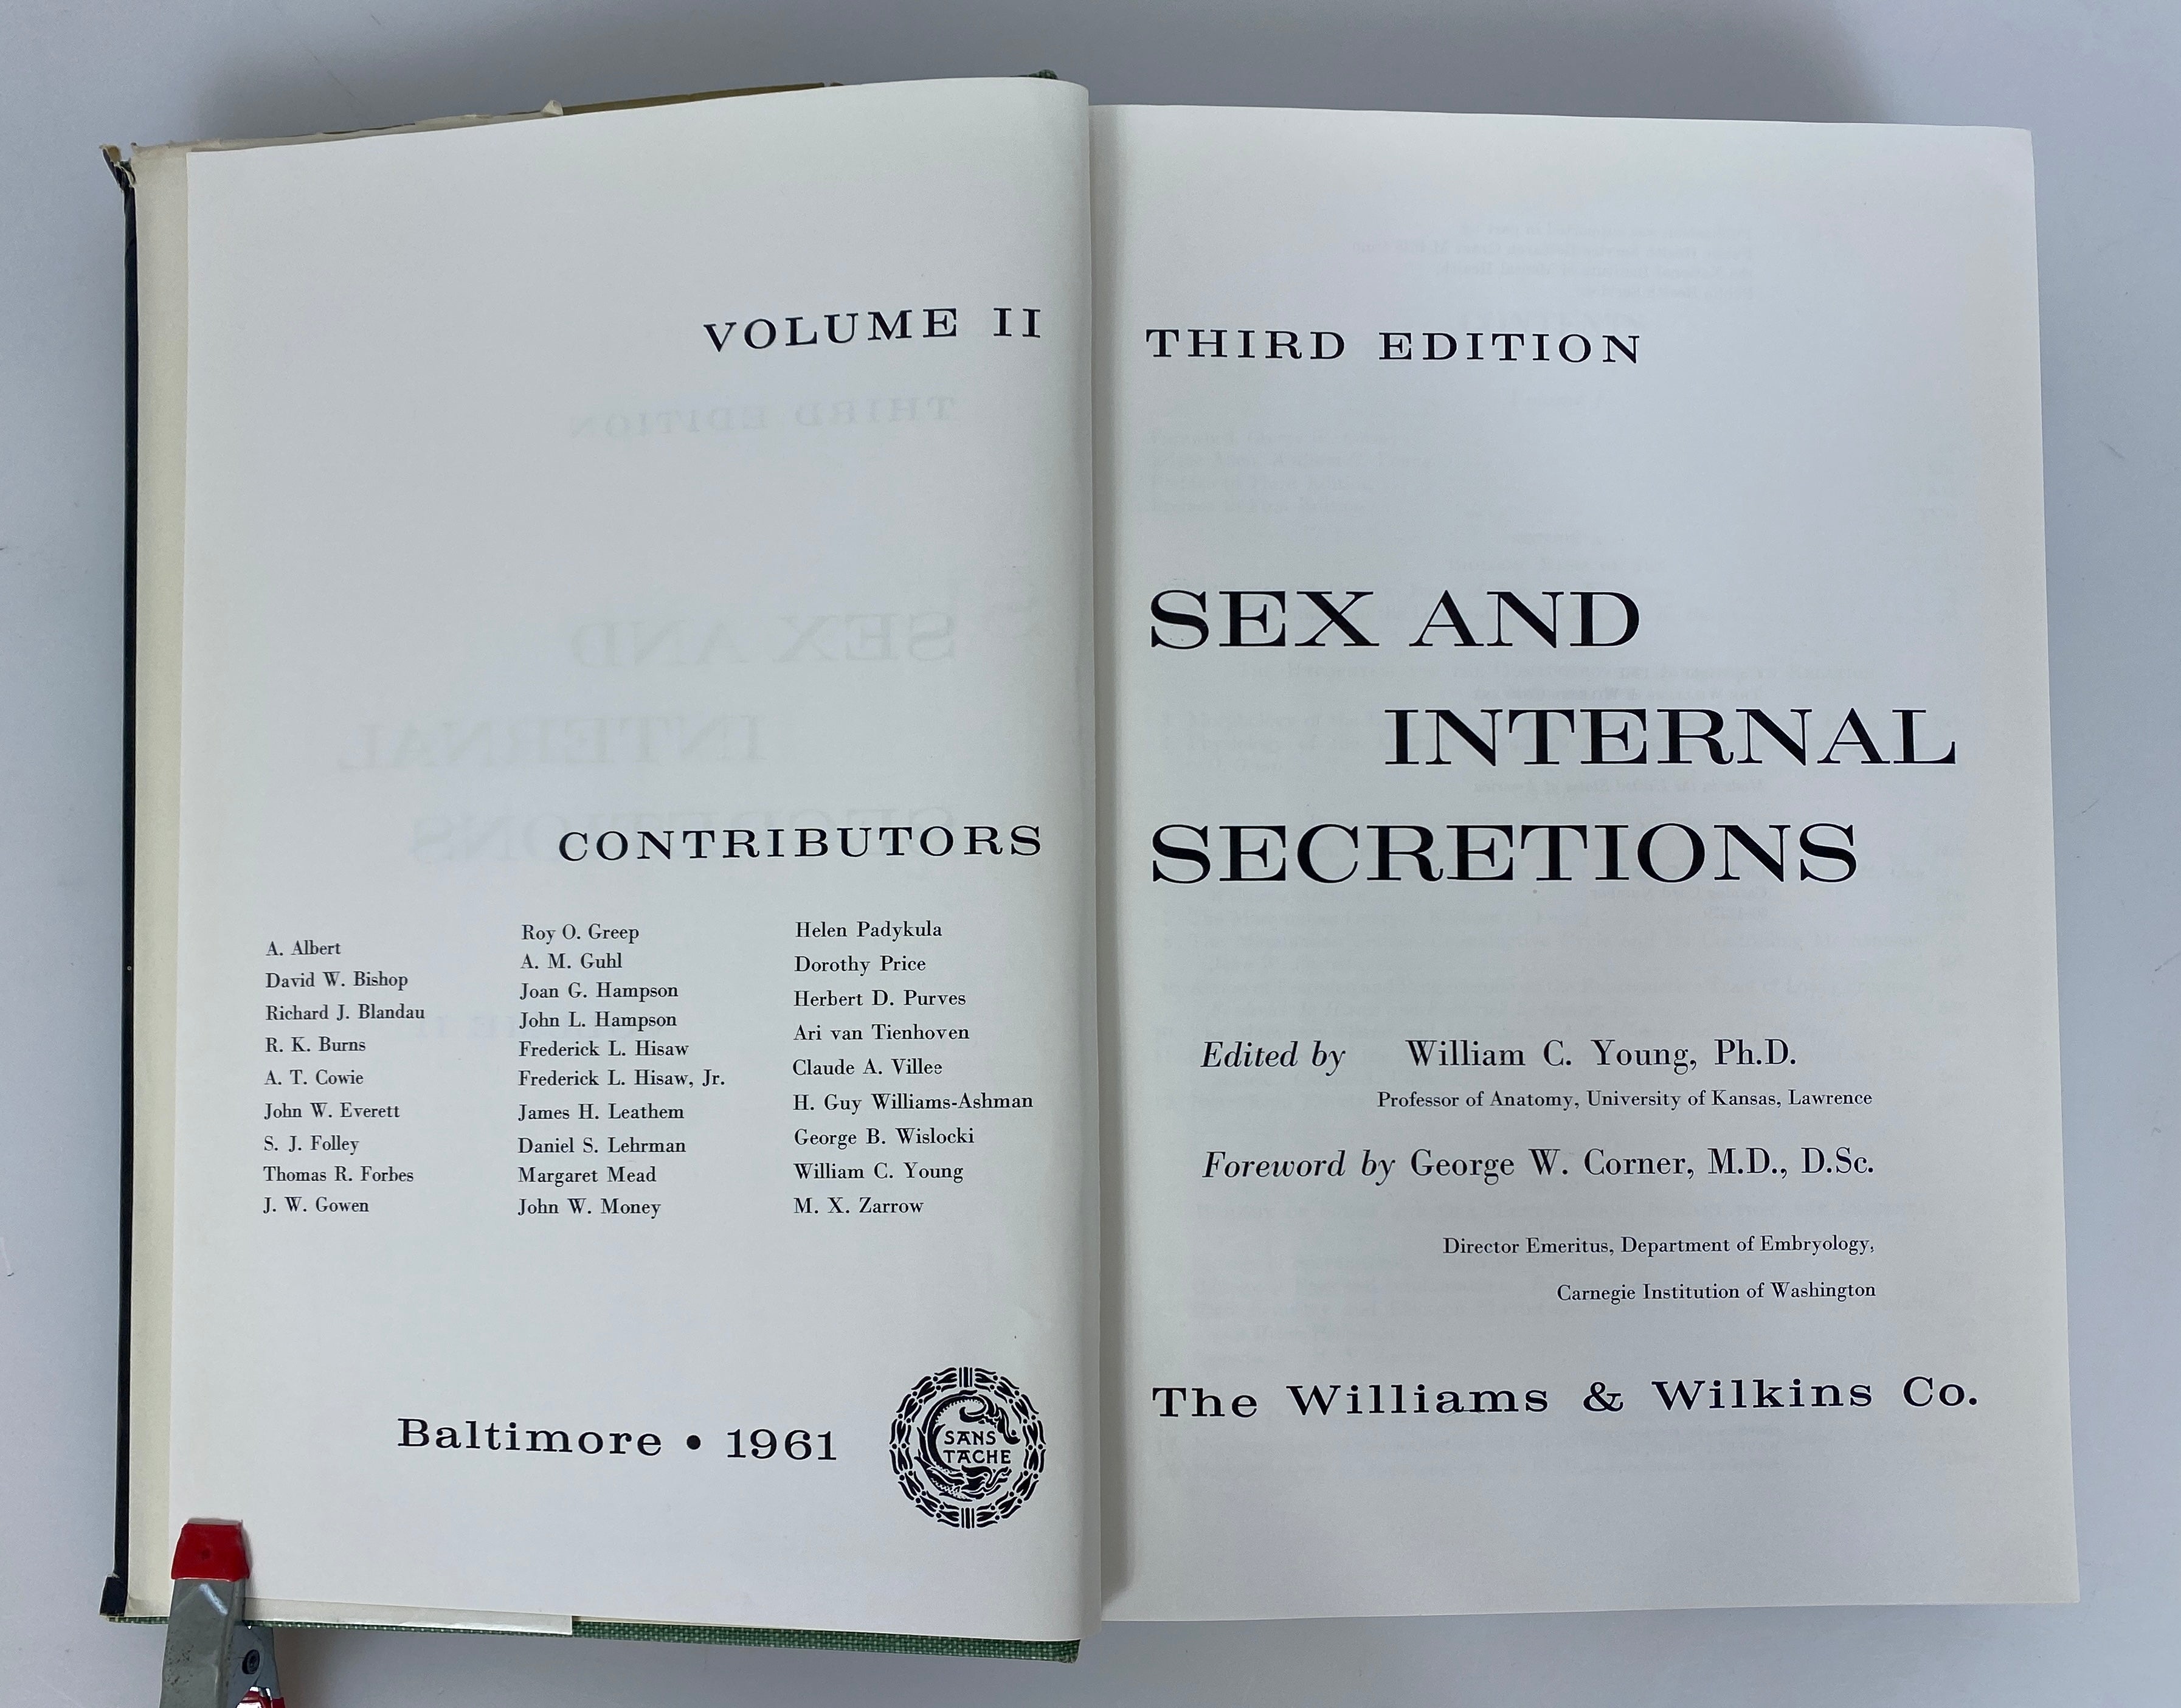 VOLUME II
CONTRIBUTORS
A. Albert
David W. Bishop
Richard J. Blandau
R. K. Burns
A. T. Cowie
John W. Everett
S. J. Folley
Thomas R. Forbes
J. W. Gowen
Roy O. Greep
A. M. Guhl
Joan G. Hampson
John L. Hampson
Frederick L. Hisaw
Frederick L. Hisaw, Jr.
James H. Leathem
Daniel S. Lehrman
Margaret Mead
John W. Money
Helen Padykula
Dorothy Price
Herbert D. Purves
Ari van Tienhoven
Claude A. Villee
H. Guy Williams-Ashman
George B. Wislocki
William C. Young
M. X. Zarrow
Baltimore • 1961
SANS
TACHE
THIRD EDITION
SEX AND
INTERNAL
SECRETIONS
Edited by William C. Young, Ph.D.
Professor of Anatomy, University of Kansas, Lawrence
Foreword by George W. Corner, M.D., D.Sc.
Director Emeritus, Department of Embryology,
Carnegie Institution of Washington
The Williams & Wilkins Co.